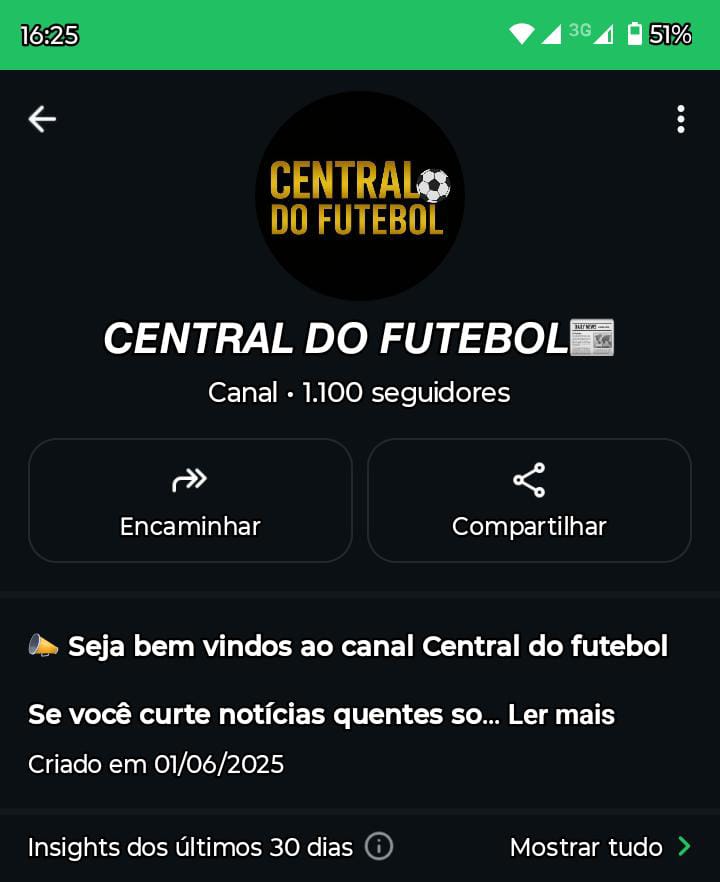 16:25
3G
51%
CENTRAL
DO FUTEBOL
CENTRAL DO FUTEBOL📰
Canal • 1.100 seguidores
Encaminhar
Compartilhar
📣 Seja bem vindos ao canal Central do futebol
Se você curte notícias quentes so... Ler mais
Criado em 01/06/2025
Insights dos últimos 30 dias
Mostrar tudo